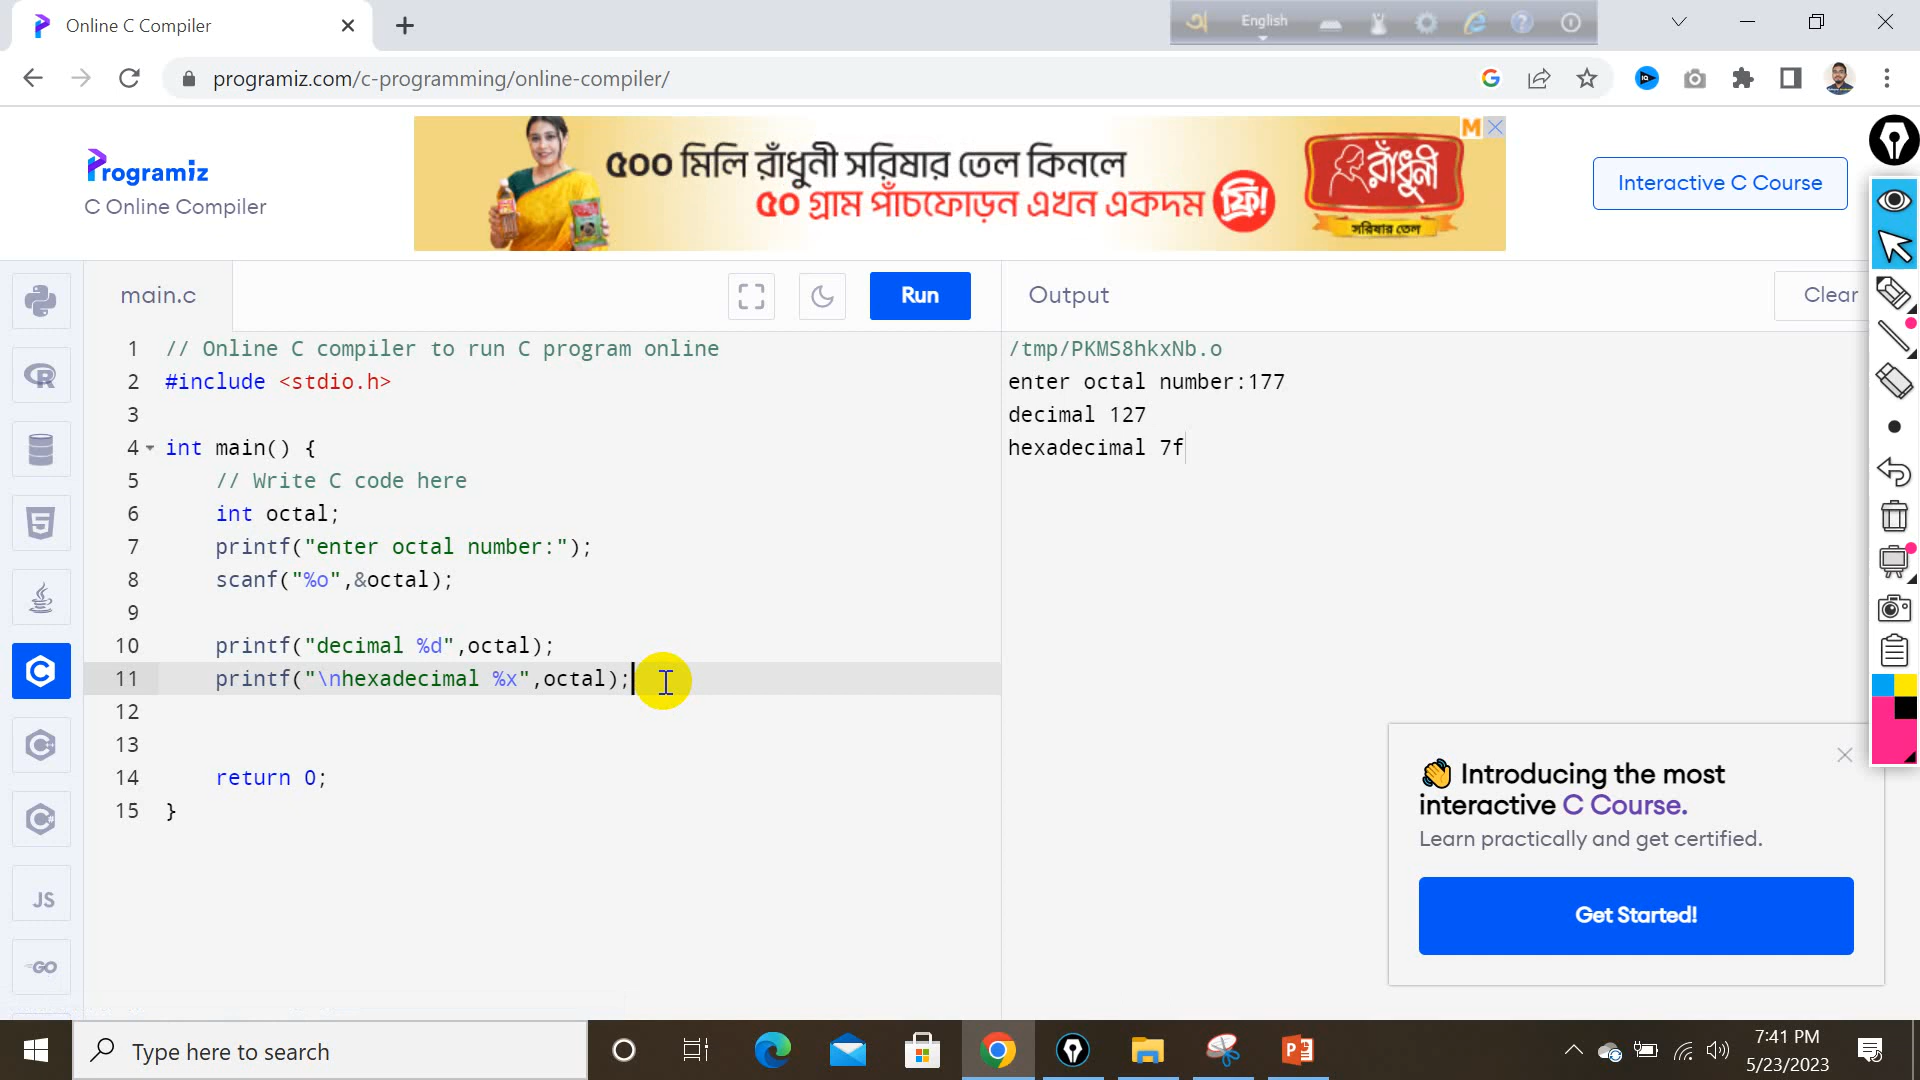 Online C Compiler
English
programiz.com/c-programming/online-compiler/
Programiz
C Online Compiler
৫০০ মিলি রাঁধুনী সরিষার তেল কিনলে
৫০ গ্রাম পাঁচফোড়ন এখন একদম ফ্রি!
রাঁধুনী
সরিষার তেল
Interactive C Course
main.c
Run
Output
Clear
1 // Online C compiler to run C program online
2 #include <stdio.h>
3
4 int main() {
5 // Write C code here
6 int octal;
7 printf("enter octal number:");
8 scanf("%o",&octal);
9
10 printf("decimal %d",octal);
11 printf("\nhexadecimal %x",octal);
12
13
14 return 0;
15 }
/tmp/PKMS8hkxNb.o
enter octal number:177
decimal 127
hexadecimal 7f
JS
GO
👋 Introducing the most
interactive C Course.
Learn practically and get certified.
Get Started!
Type here to search
7:41 PM
5/23/2023